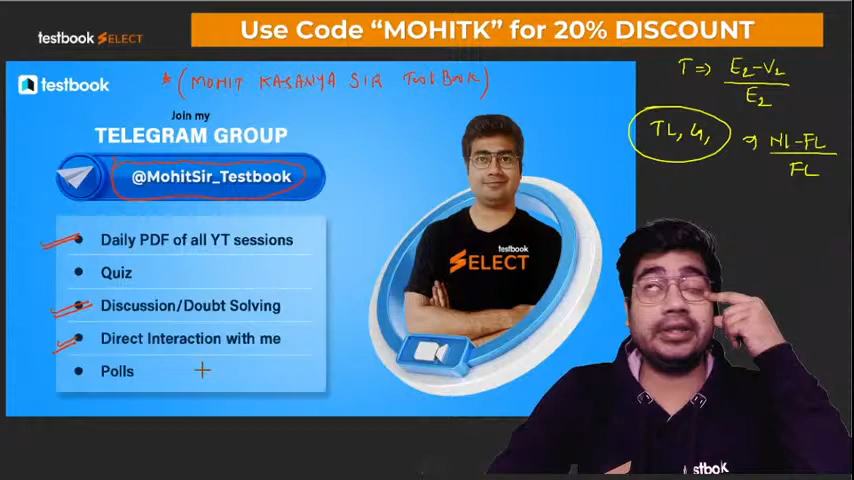 testbook SELECT
Use Code “MOHITK” for 20% DISCOUNT
testbook
* (MOHIT KASANYA SIR TestBook)
Join my
TELEGRAM GROUP
@MohitSir_Testbook
Daily PDF of all YT sessions
Quiz
Discussion/Doubt Solving
Direct Interaction with me
Polls
testbook
SELECT
T ⇒ E2-V2
E2
TL, G,
⇒ NL-FL
FL
stbok